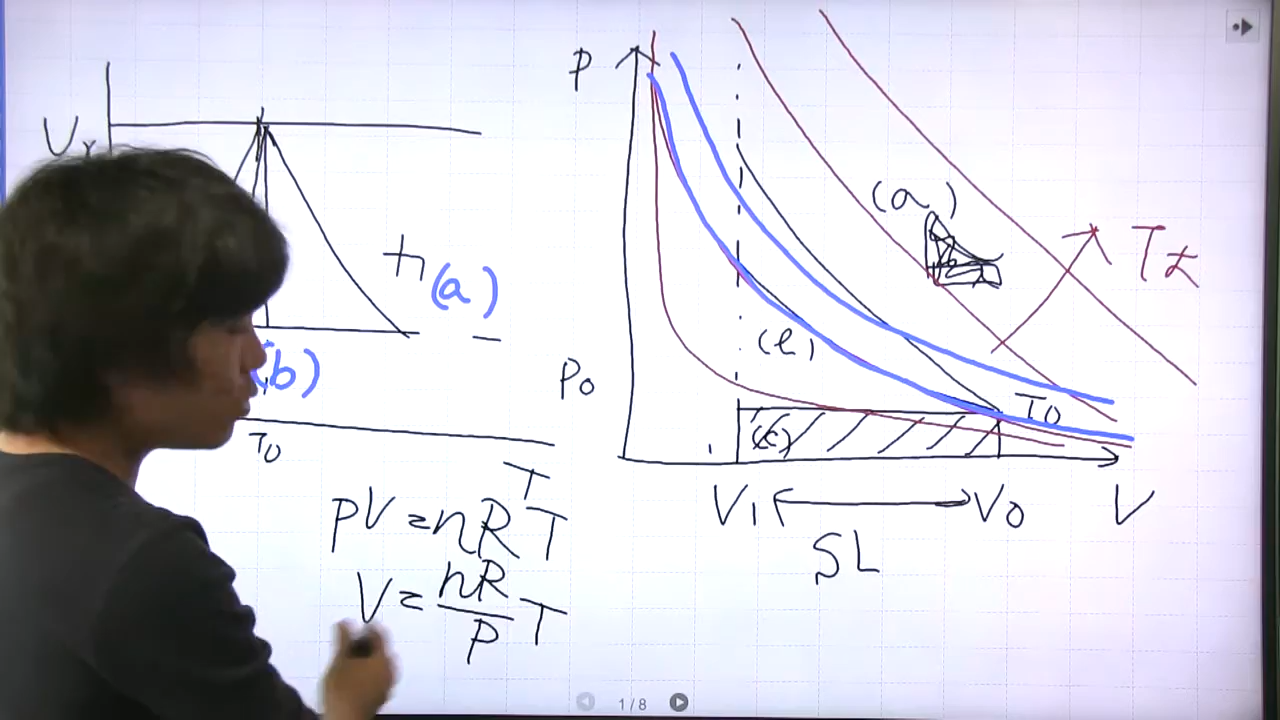 p
(a)
T大
(a)
(b)
(c)
P0
T0
T0
V1
V0
V
SL
PV=nRT
T
V=nR/P T
1 / 8